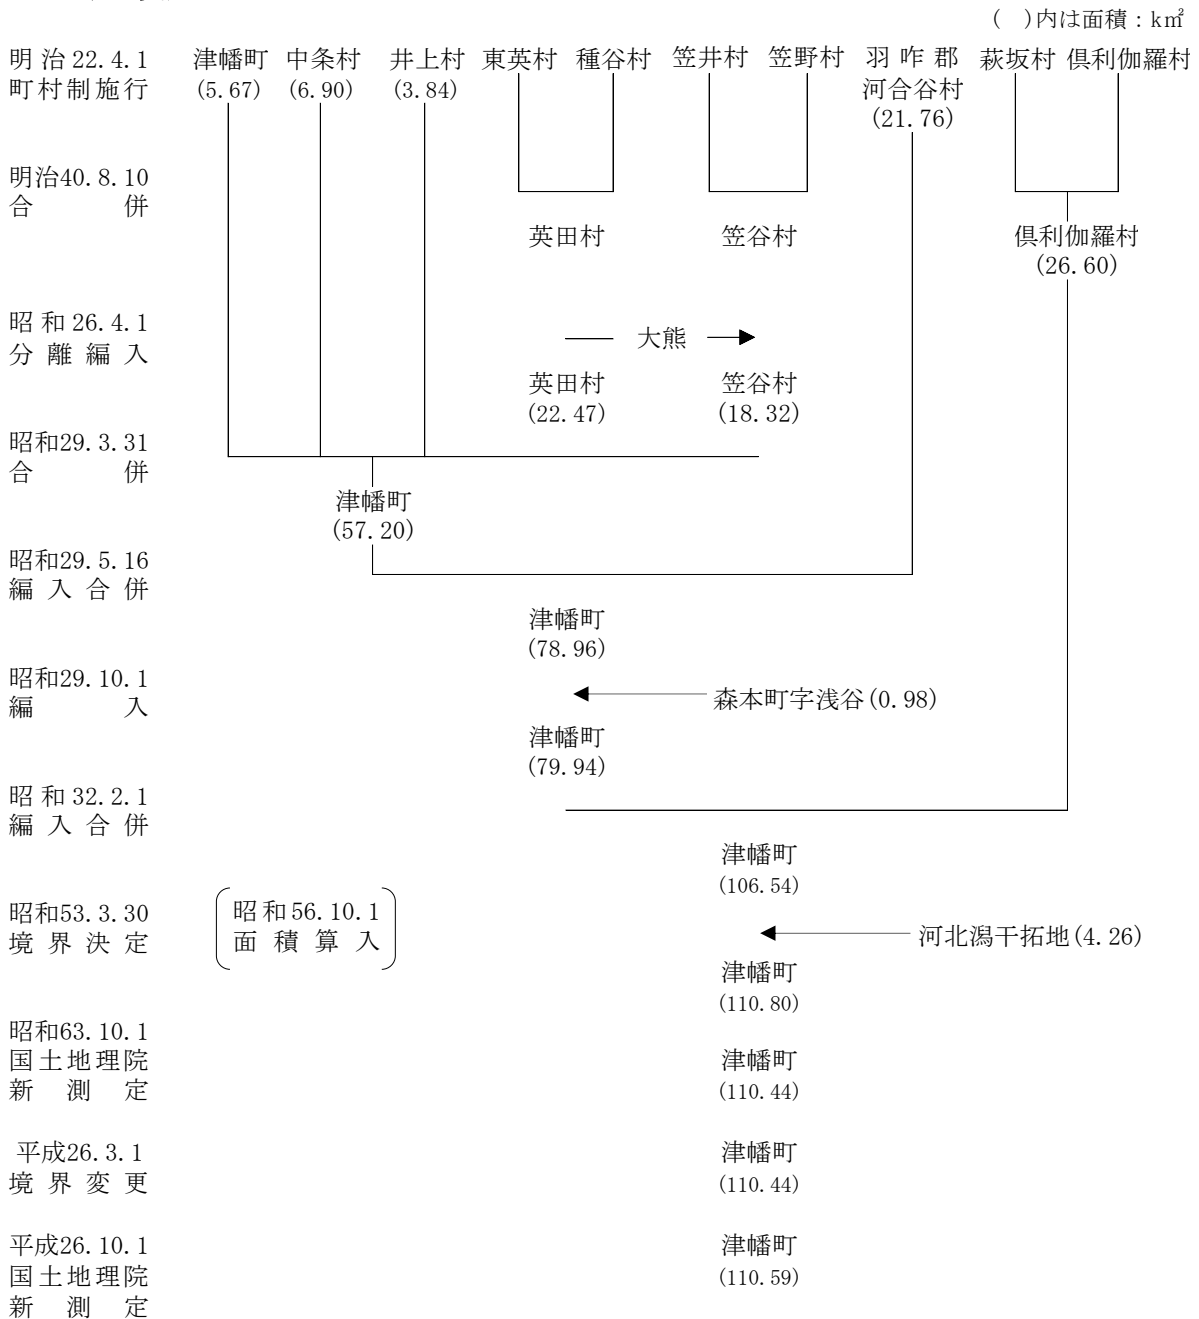 ( )内は面積：k㎡
明治22.4.1 津幡町 中条村 井上村 東英村 種谷村 笠井村 笠野村 羽咋郡 萩坂村 倶利伽羅村
町村制施行 (5.67) (6.90) (3.84) 河合谷村
(21.76)
明治40.8.10
合併
英田村 笠谷村 倶利伽羅村
(26.60)
昭和26.4.1 大熊
分離編入
英田村 笠谷村
(22.47) (18.32)
昭和29.3.31
合併
津幡町
(57.20)
昭和29.5.16
編入合併
津幡町
(78.96)
昭和29.10.1 森本町字浅谷(0.98)
編入
津幡町
(79.94)
昭和32.2.1
編入合併
津幡町
(106.54)
昭和53.3.30 昭和56.10.1
境界決定 面積算入 河北潟干拓地(4.26)
津幡町
(110.80)
昭和63.10.1
国土地理院 津幡町
新測定 (110.44)
平成26.3.1 津幡町
境界変更 (110.44)
平成26.10.1 津幡町
国土地理院 (110.59)
新測定